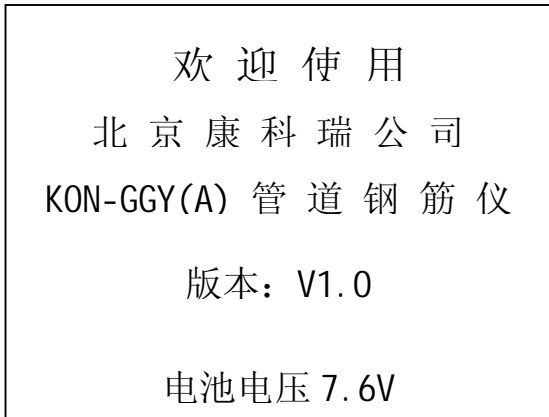 欢迎使用
北京康科瑞公司
KON-GGY(A) 管道钢筋仪
版本：V1.0
电池电压 7.6V